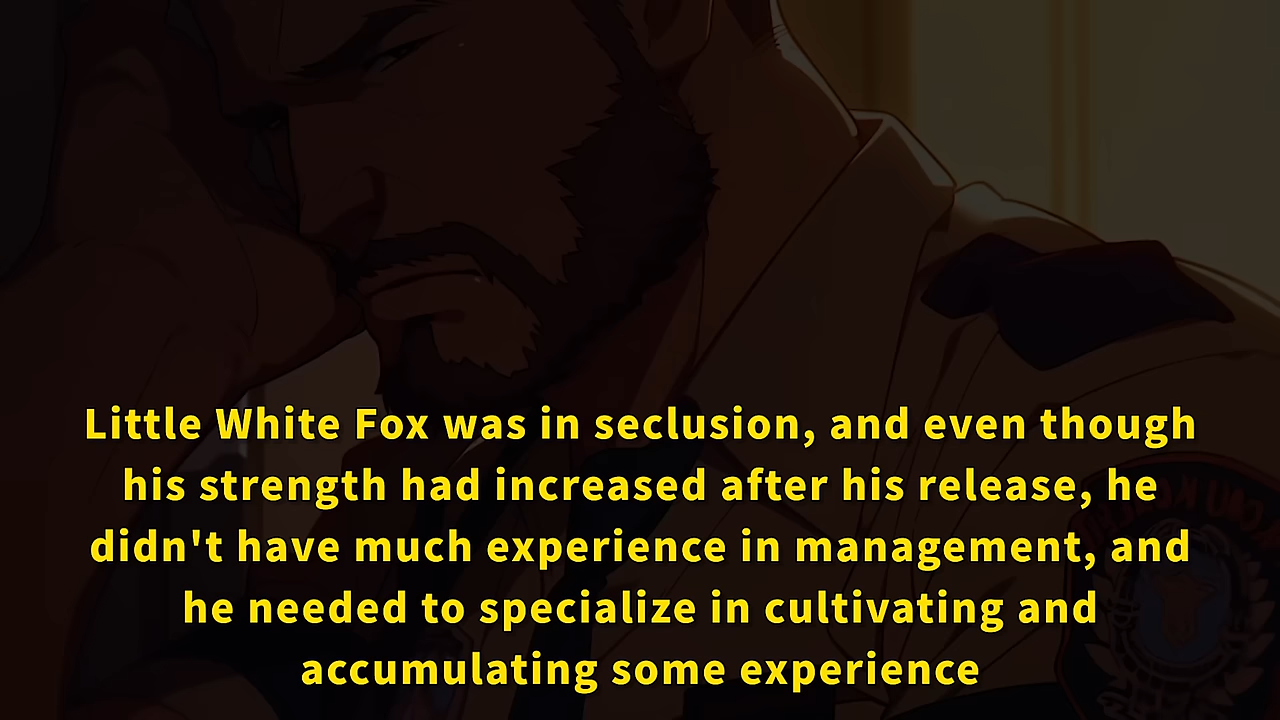 Little White Fox was in seclusion, and even though
his strength had increased after his release, he
didn't have much experience in management, and
he needed to specialize in cultivating and
accumulating some experience